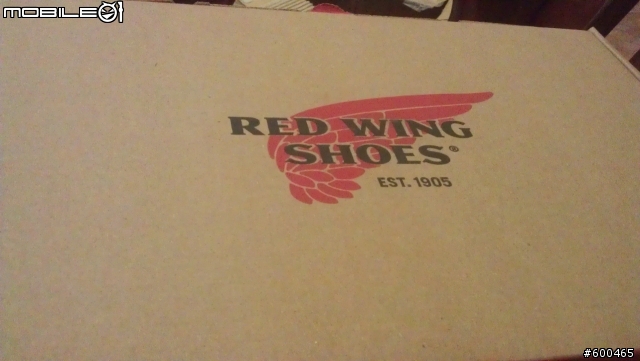 MOBILE01
RED WING
SHOES®
EST. 1905
#600465